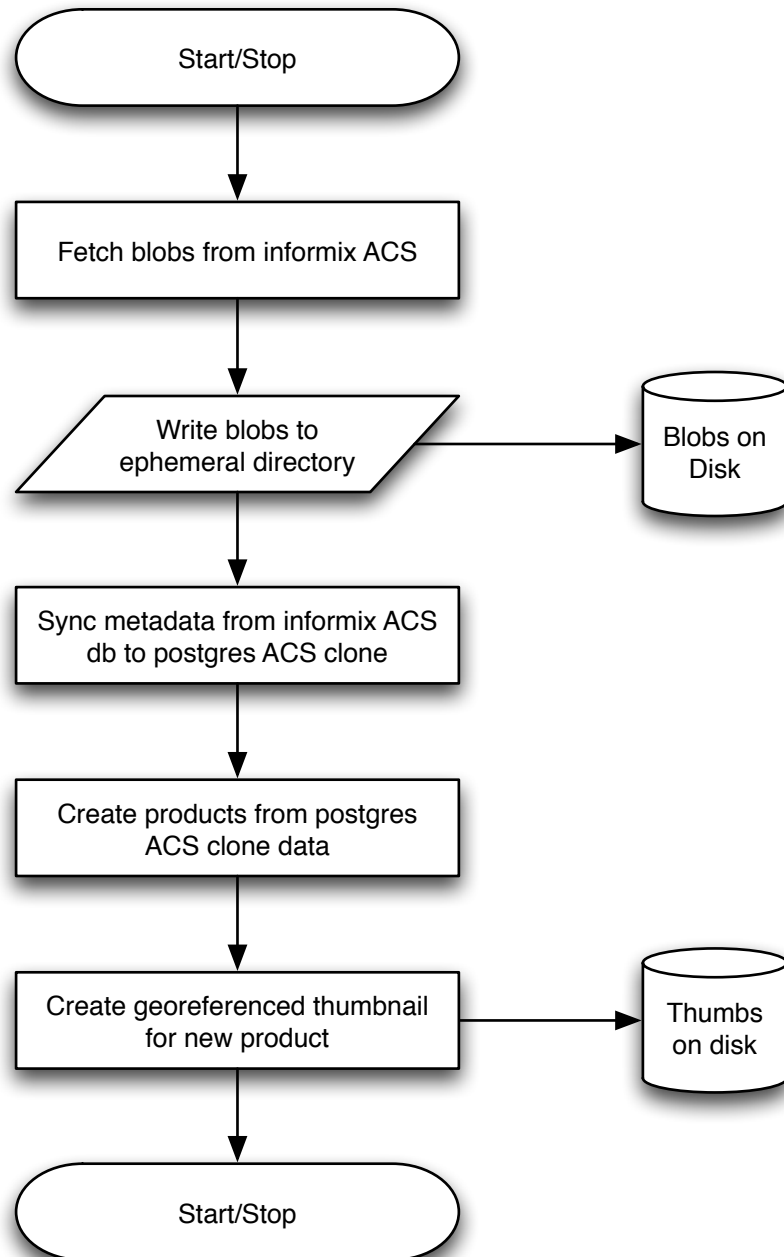 Start/Stop
Fetch blobs from informix ACS
Write blobs to
ephemeral directory
Blobs on
Disk
Sync metadata from informix ACS
db to postgres ACS clone
Create products from postgres
ACS clone data
Create georeferenced thumbnail
for new product
Thumbs
on disk
Start/Stop